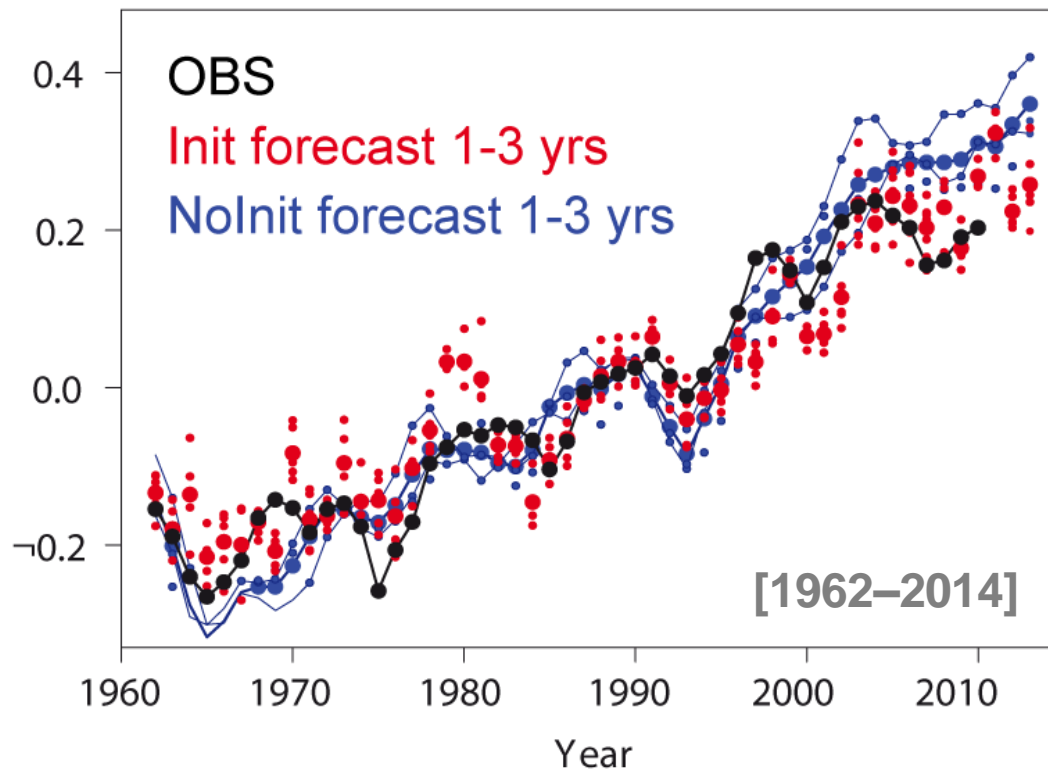 OBS
Init forecast 1-3 yrs
NoInit forecast 1-3 yrs
0.4
0.2
0.0
−0.2
[1962–2014]
1960 1970 1980 1990 2000 2010
Year